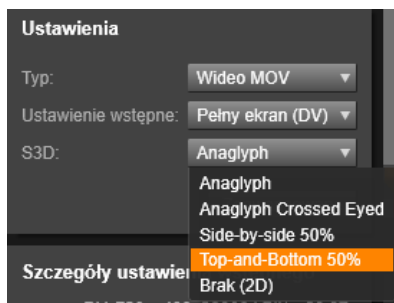 Ustawienia
Typ: Wideo MOV
Ustawienie wstępne: Pełny ekran (DV)
S3D: Anaglyph
Anaglyph
Anaglyph Crossed Eyed
Side-by-side 50%
Top-and-Bottom 50%
Brak (2D)
Szczegóły